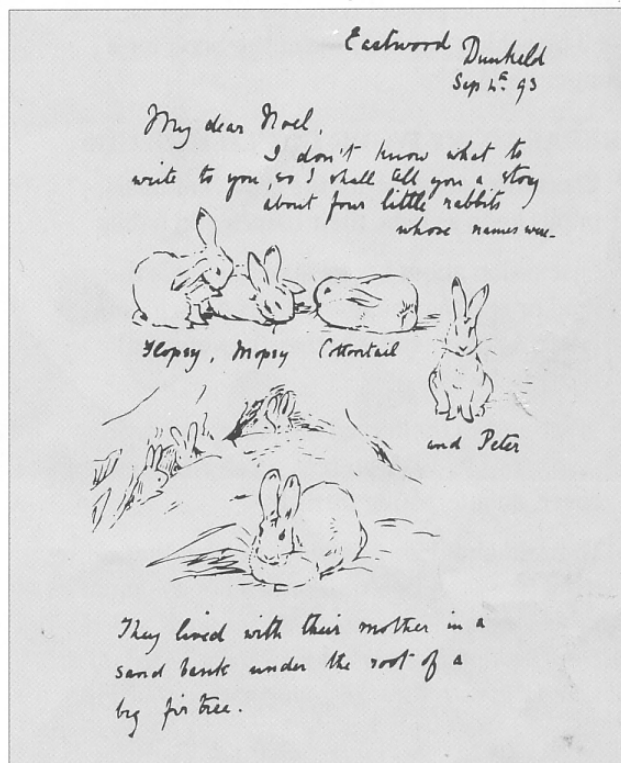 Eastwood Dunkeld
Sep 4th 93
My dear Noel,
I don't know what to
write to you, so I shall tell you a story
about four little rabbits
whose names were–
Flopsy, Mopsy Cottontail
and Peter
They lived with their mother in a
sand bank under the root of a
big fir tree.